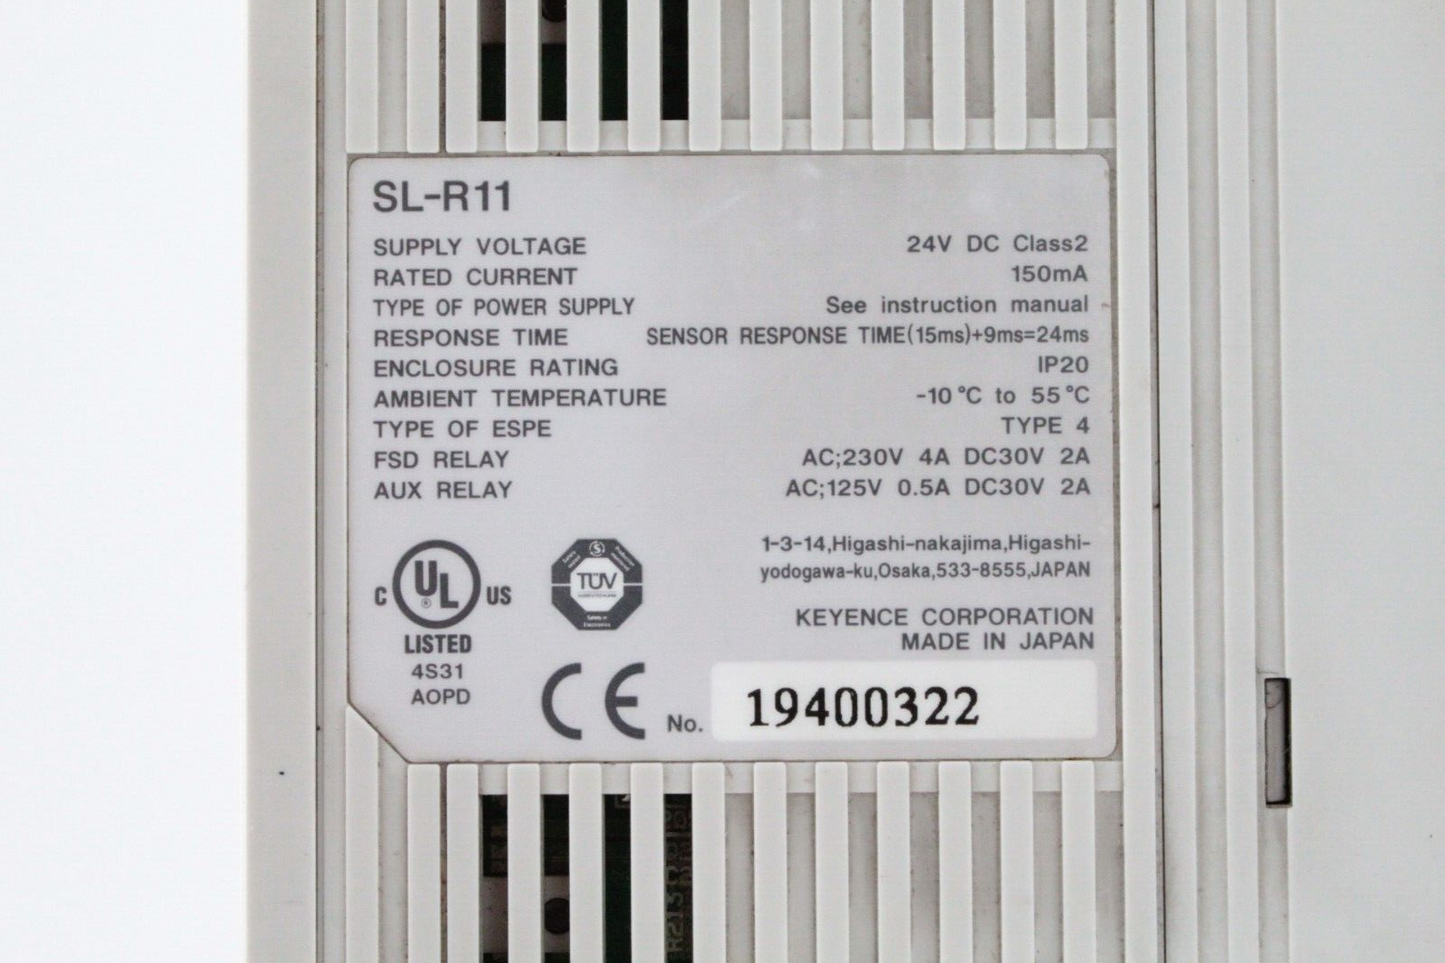 SL-R11
SUPPLY VOLTAGE 24V DC Class2
RATED CURRENT 150mA
TYPE OF POWER SUPPLY See instruction manual
RESPONSE TIME SENSOR RESPONSE TIME(15ms)+9ms=24ms
ENCLOSURE RATING IP20
AMBIENT TEMPERATURE -10°C to 55°C
TYPE OF ESPE TYPE 4
FSD RELAY AC;230V 4A DC30V 2A
AUX RELAY AC;125V 0.5A DC30V 2A
1-3-14,Higashi-nakajima,Higashi-
yodogawa-ku,Osaka,533-8555,JAPAN
KEYENCE CORPORATION
MADE IN JAPAN
C UL ® US
LISTED
4S31
AOPD
TÜV
Safety in
Electronics
CE
No. 19400322
R213